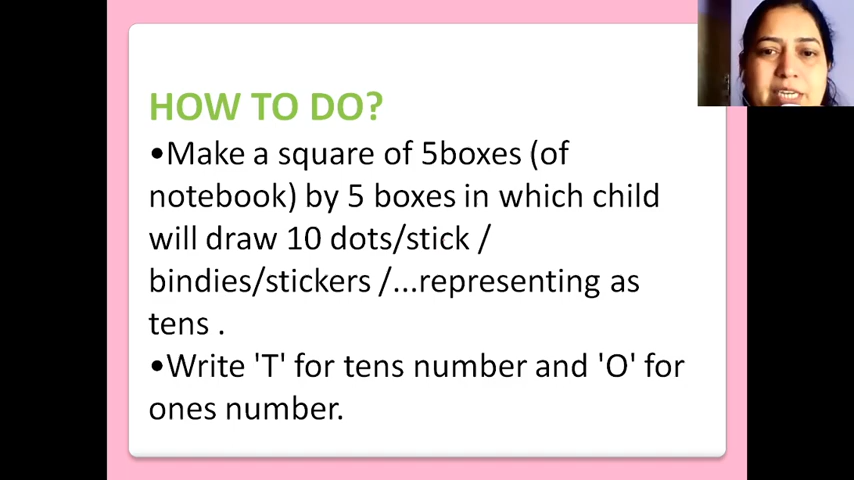 HOW TO DO?
•Make a square of 5boxes (of
notebook) by 5 boxes in which child
will draw 10 dots/stick /
bindies/stickers /...representing as
tens .
•Write 'T' for tens number and 'O' for
ones number.